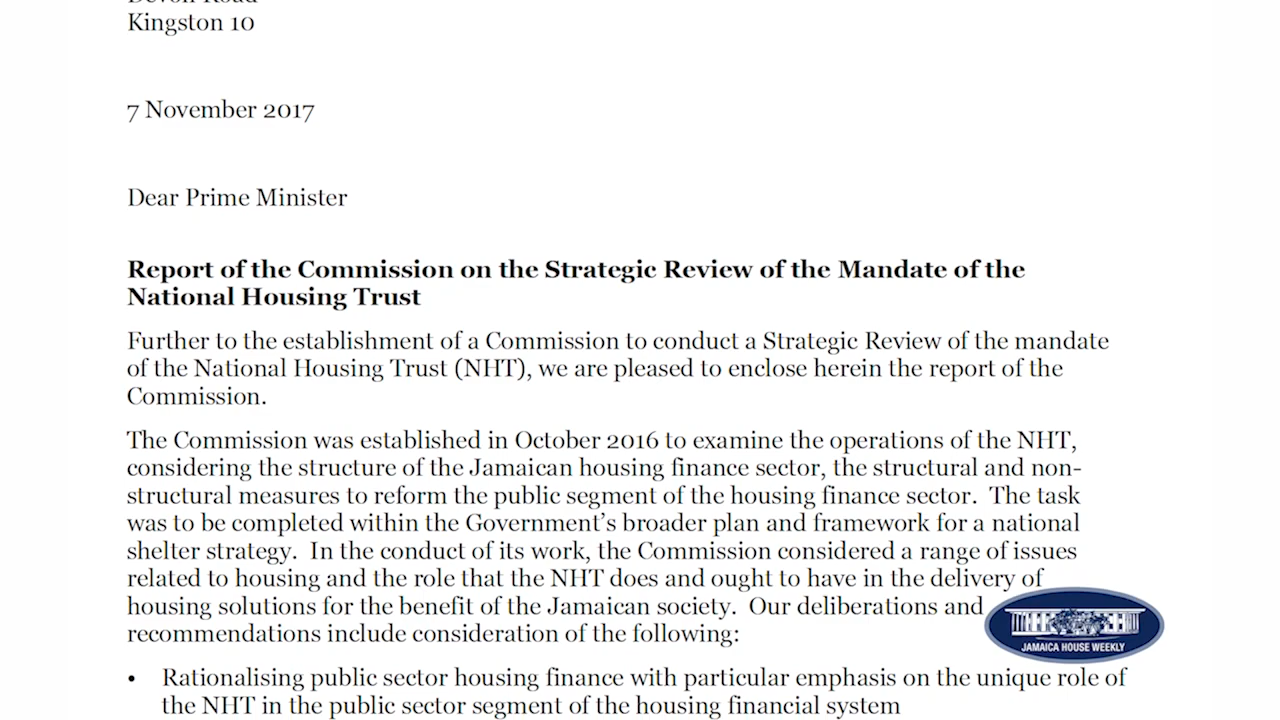 Devon Road
Kingston 10
7 November 2017
Dear Prime Minister
Report of the Commission on the Strategic Review of the Mandate of the
National Housing Trust
Further to the establishment of a Commission to conduct a Strategic Review of the mandate
of the National Housing Trust (NHT), we are pleased to enclose herein the report of the
Commission.
The Commission was established in October 2016 to examine the operations of the NHT,
considering the structure of the Jamaican housing finance sector, the structural and non-
structural measures to reform the public segment of the housing finance sector.  The task
was to be completed within the Government’s broader plan and framework for a national
shelter strategy.  In the conduct of its work, the Commission considered a range of issues
related to housing and the role that the NHT does and ought to have in the delivery of
housing solutions for the benefit of the Jamaican society.  Our deliberations and
recommendations include consideration of the following:
• Rationalising public sector housing finance with particular emphasis on the unique role of
the NHT in the public sector segment of the housing financial system
JAMAICA HOUSE WEEKLY